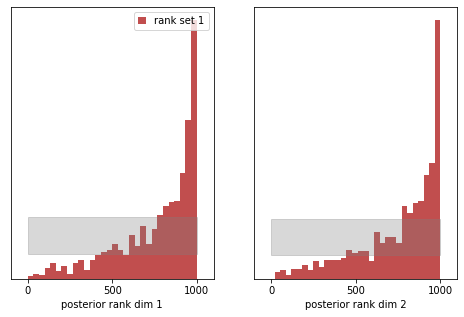 rank set 1
0
500
1000
0
500
1000
posterior rank dim 1
posterior rank dim 2